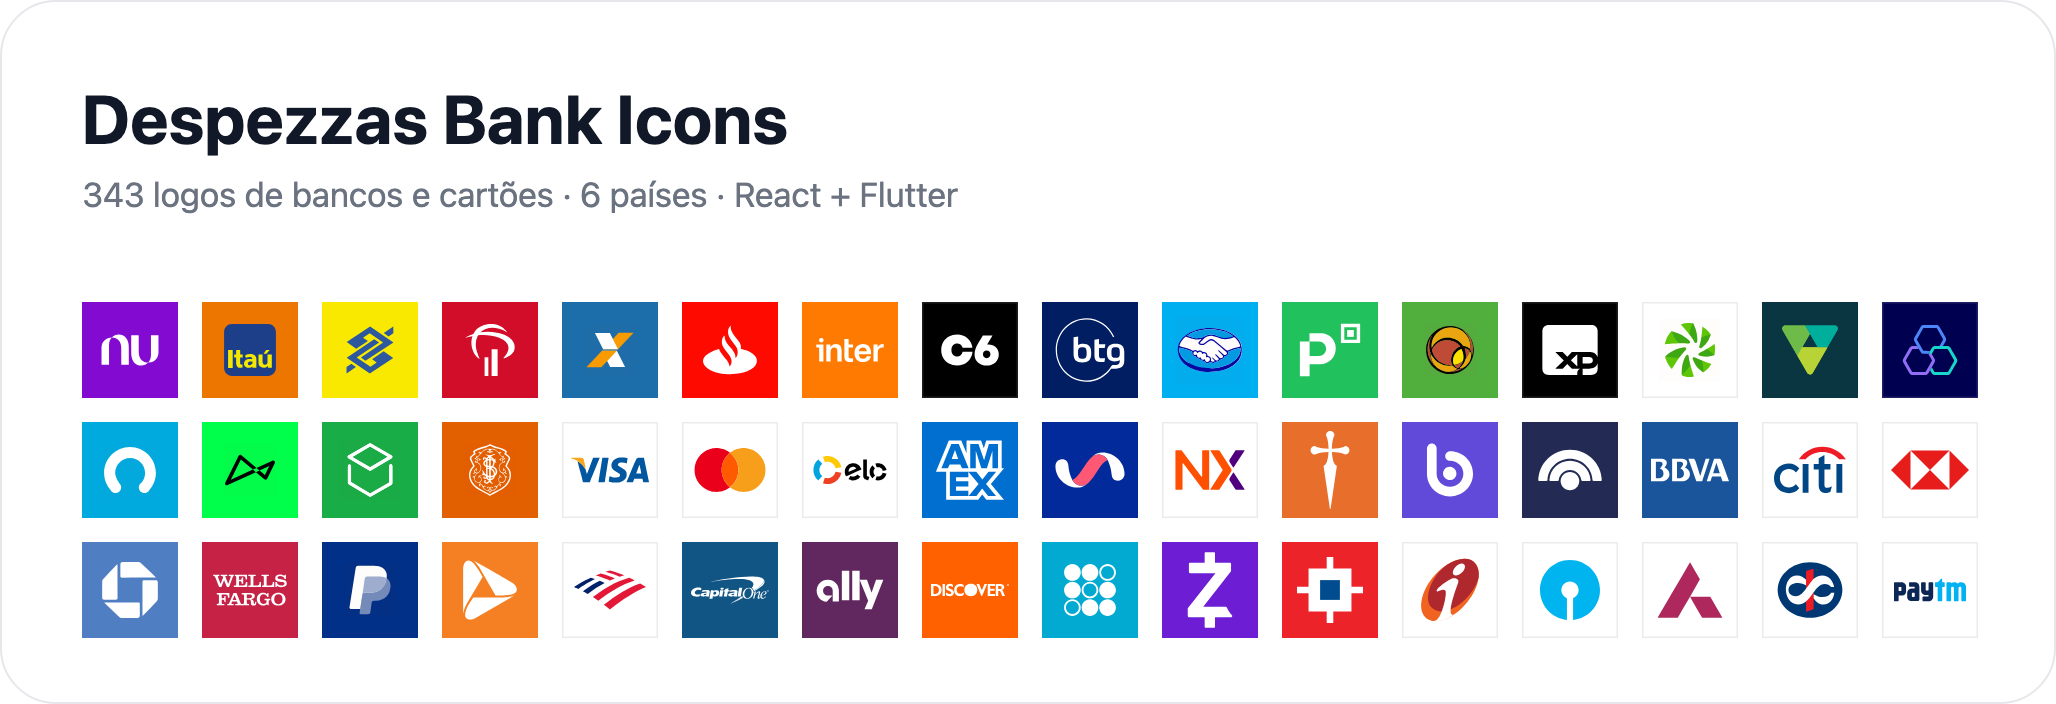 Despezzas Bank Icons
343 logos de bancos e cartões · 6 países · React + Flutter
nu Itaú inter C6 btg P xp
VISA elo AM EX NX b BBVA citi
WELLS FARGO P Capital One ally DISCOVER Z i paytm